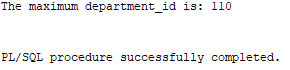 The maximum department_id is: 110
PL/SQL procedure successfully completed.